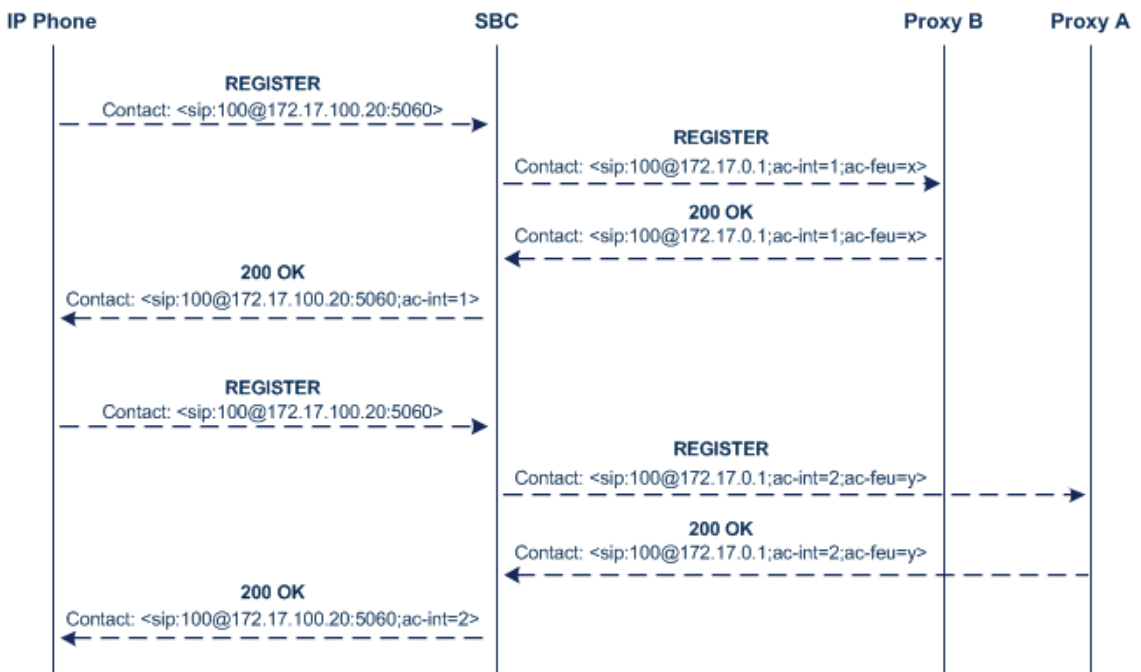 IP Phone SBC Proxy B Proxy A
REGISTER
Contact: <sip:100@172.17.100.20:5060>
REGISTER
Contact: <sip:100@172.17.0.1;ac-int=1;ac-feu=x>
200 OK
Contact: <sip:100@172.17.0.1;ac-int=1;ac-feu=x>
200 OK
Contact: <sip:100@172.17.100.20:5060;ac-int=1>
REGISTER
Contact: <sip:100@172.17.100.20:5060>
REGISTER
Contact: <sip:100@172.17.0.1;ac-int=2;ac-feu=y>
200 OK
Contact: <sip:100@172.17.0.1;ac-int=2;ac-feu=y>
200 OK
Contact: <sip:100@172.17.100.20:5060;ac-int=2>